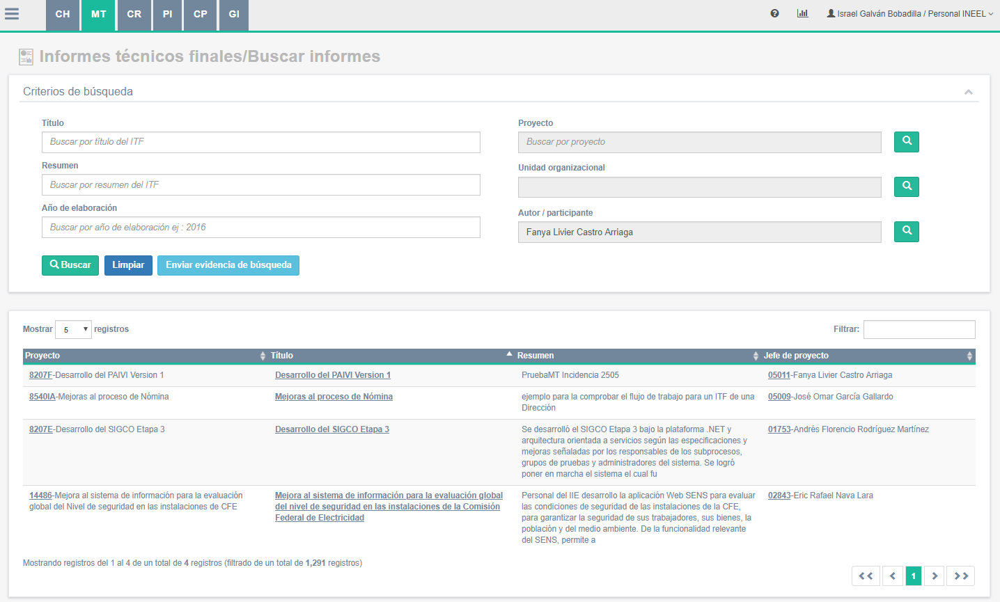 CH MT CR PI CP GI
Israel Galván Bobadilla / Personal INEEL
Informes técnicos finales/Buscar informes
Criterios de búsqueda
Título
Buscar por título del ITF
Resumen
Buscar por resumen del ITF
Año de elaboración
Buscar por año de elaboración ej : 2016
Proyecto
Buscar por proyecto
Unidad organizacional
Autor / participante
Fanya Livier Castro Arriaga
Buscar Limpiar Enviar evidencia de búsqueda
Mostrar 5 registros
Filtrar:
Proyecto Título Resumen Jefe de proyecto
8207F-Desarrollo del PAIVI Version 1
Desarrollo del PAIVI Version 1
PruebaMT Incidencia 2505
05011-Fanya Livier Castro Arriaga
8540IA-Mejoras al proceso de Nómina
Mejoras al proceso de Nómina
ejemplo para la comprobar el flujo de trabajo para un ITF de una
Dirección
05009-José Omar García Gallardo
8207E-Desarrollo del SIGCO Etapa 3
Desarrollo del SIGCO Etapa 3
Se desarrolló el SIGCO Etapa 3 bajo la plataforma .NET y
arquitectura orientada a servicios según las especificaciones y
mejoras señaladas por los responsables de los subprocesos,
grupos de pruebas y administradores del sistema. Se logró
poner en marcha el sistema el cual fu
01753-Andrés Florencio Rodríguez Martínez
14486-Mejora al sistema de información para la evaluación
global del Nivel de seguridad en las instalaciones de CFE
Mejora al sistema de información para la evaluación global
del nivel de seguridad en las instalaciones de la Comisión
Federal de Electricidad
Personal del IIE desarrollo la aplicación Web SENS para evaluar
las condiciones de seguridad de las instalaciones de la CFE,
para garantizar la seguridad de sus trabajadores, sus bienes, la
población y del medio ambiente. De la funcionalidad relevante
del SENS, permite a
02843-Eric Rafael Nava Lara
Mostrando registros del 1 al 4 de un total de 4 registros (filtrado de un total de 1,291 registros)
1